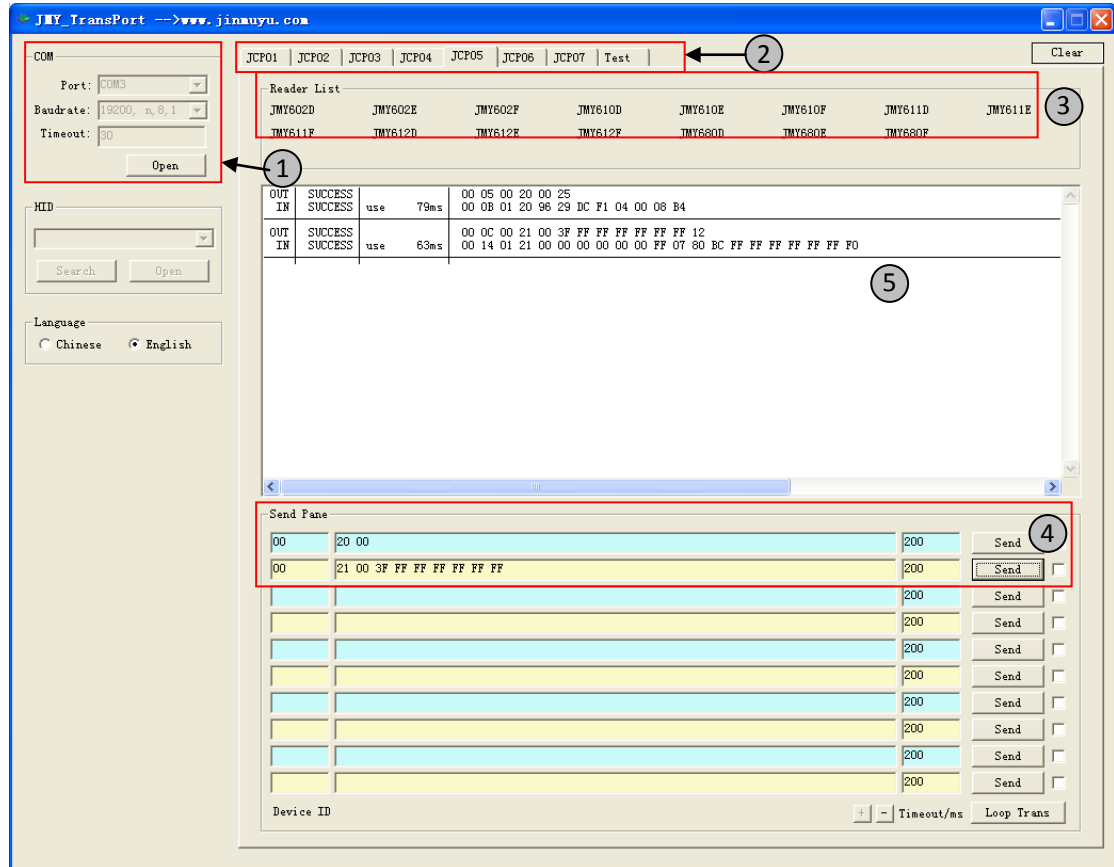 JMY_TransPort -->www.jinmuyu.com
COM
Port: COM3
Baudrate: 19200, n,8,1
Timeout: 30
Open
1
HID
Search Open
Language
Chinese English
JCP01 JCP02 JCP03 JCP04 JCP05 JCP06 JCP07 Test
2
Clear
Reader List
JMY602D JMY602E JMY602F JMY610D JMY610E JMY610F JMY611D JMY611E
JMY611F JMY612D JMY612E JMY612F JMY680D JMY680E JMY680F
3
OUT SUCCESS 00 05 00 20 00 25
IN SUCCESS use 79ms 00 0B 01 20 96 29 DC F1 04 00 08 B4
OUT SUCCESS 00 0C 00 21 00 3F FF FF FF FF FF FF 12
IN SUCCESS use 63ms 00 14 01 21 00 00 00 00 00 00 FF 07 80 BC FF FF FF FF FF FF F0
5
Send Pane
00 20 00 200 Send
4
00 21 00 3F FF FF FF FF FF FF 200 Send
200 Send
200 Send
200 Send
200 Send
200 Send
200 Send
200 Send
200 Send
Device ID + - Timeout/ms Loop Trans